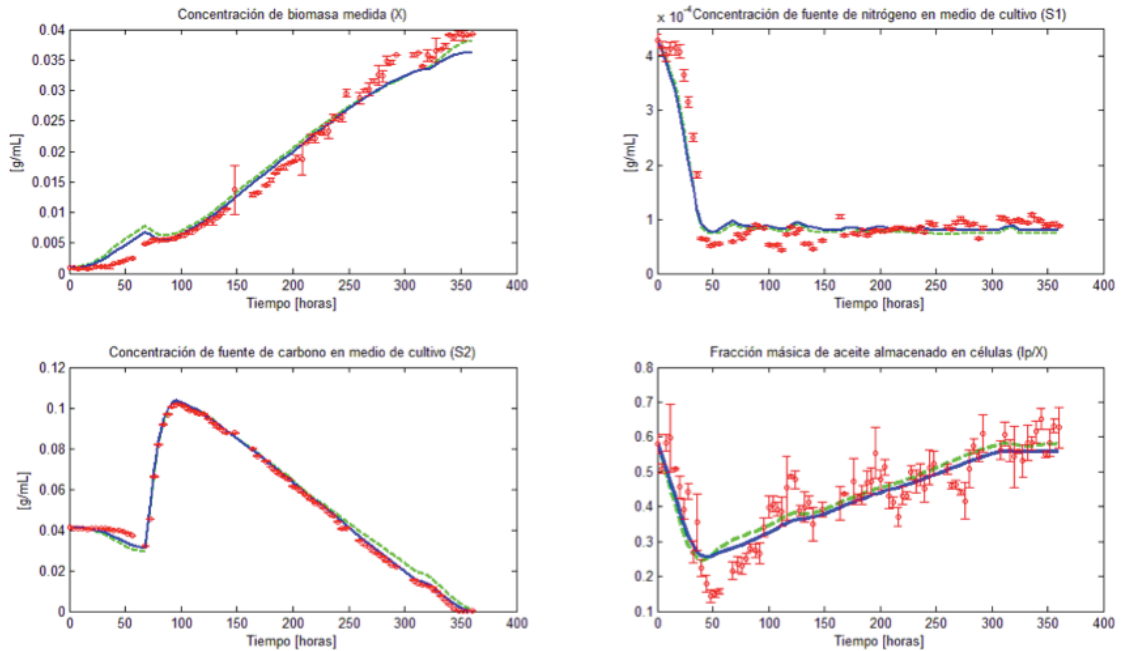 Concentración de biomasa medida (X)
0.04
0.035
0.03
0.025
0.02
0.015
0.01
0.005
0
[g/mL]
0 50 100 150 200 250 300 350 400
Tiempo [horas]
x 10⁻⁴ Concentración de fuente de nitrógeno en medio de cultivo (S1)
4
3
2
1
0
[g/mL]
0 50 100 150 200 250 300 350 400
Tiempo [horas]
Concentración de fuente de carbono en medio de cultivo (S2)
0.12
0.1
0.08
0.06
0.04
0.02
0
[g/mL]
0 50 100 150 200 250 300 350 400
Tiempo [horas]
Fracción másica de aceite almacenado en células (lp/X)
0.8
0.7
0.6
0.5
0.4
0.3
0.2
0.1
0 50 100 150 200 250 300 350 400
Tiempo [horas]